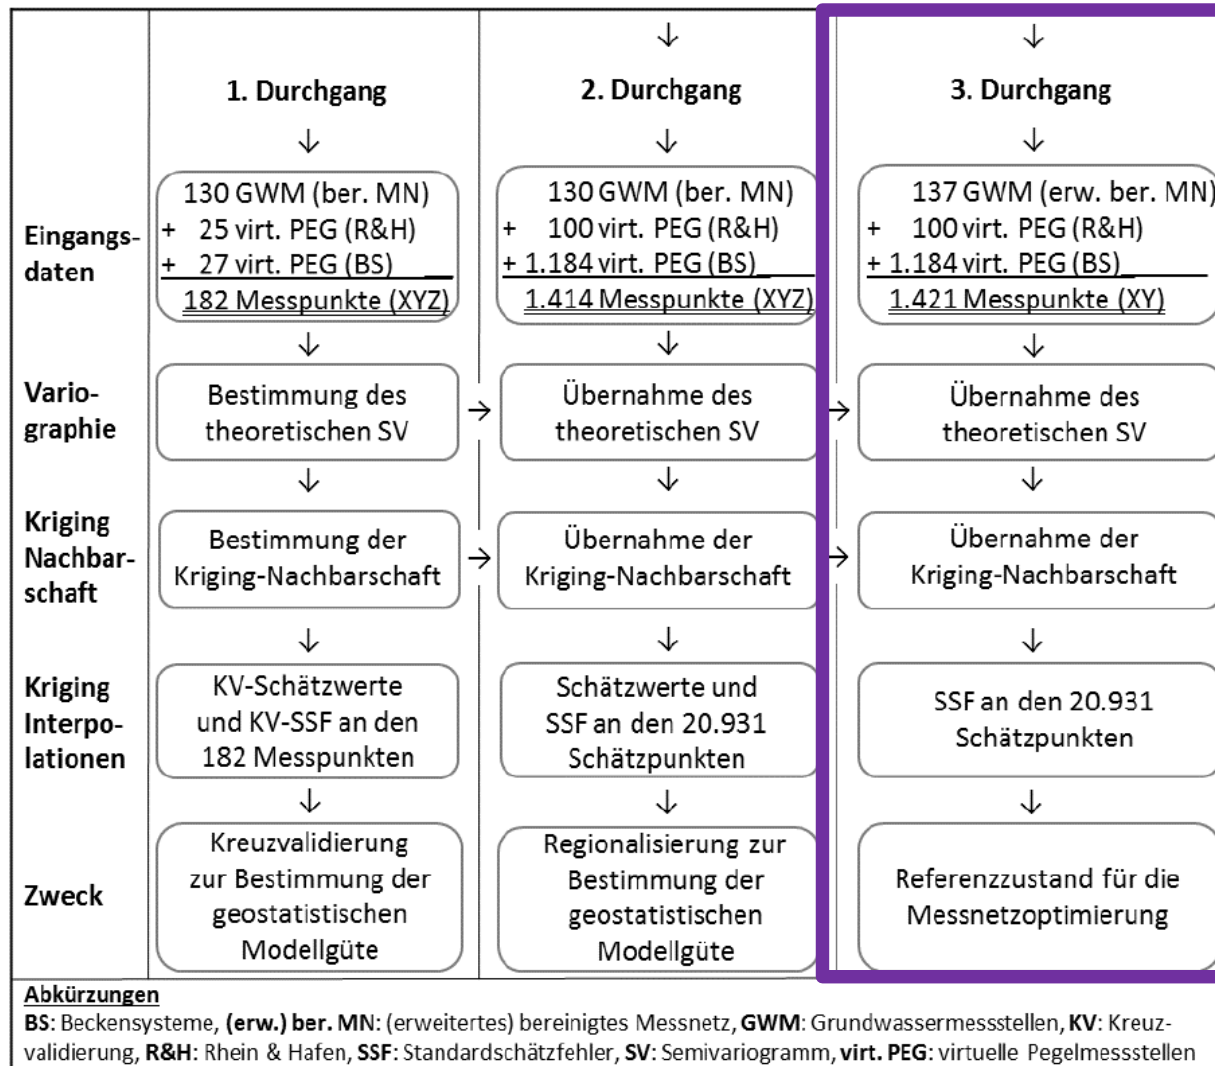 1. Durchgang
2. Durchgang
3. Durchgang
Eingangs-
daten
130 GWM (ber. MN)
+ 25 virt. PEG (R&H)
+ 27 virt. PEG (BS)
182 Messpunkte (XYZ)
130 GWM (ber. MN)
+ 100 virt. PEG (R&H)
+ 1.184 virt. PEG (BS)
1.414 Messpunkte (XYZ)
137 GWM (erw. ber. MN)
+ 100 virt. PEG (R&H)
+ 1.184 virt. PEG (BS)
1.421 Messpunkte (XY)
Vario-
graphie
Bestimmung des
theoretischen SV
Übernahme des
theoretischen SV
Übernahme des
theoretischen SV
Kriging
Nachbar-
schaft
Bestimmung der
Kriging-Nachbarschaft
Übernahme der
Kriging-Nachbarschaft
Übernahme der
Kriging-Nachbarschaft
Kriging
Interpo-
lationen
KV-Schätzwerte
und KV-SSF an den
182 Messpunkten
Schätzwerte und
SSF an den 20.931
Schätzpunkten
SSF an den 20.931
Schätzpunkten
Zweck
Kreuzvalidierung
zur Bestimmung der
geostatistischen
Modellgüte
Regionalisierung zur
Bestimmung der
geostatistischen
Modellgüte
Referenzzustand für die
Messnetzoptimierung
Abkürzungen
BS: Beckensysteme, (erw.) ber. MN: (erweitertes) bereinigtes Messnetz, GWM: Grundwassermessstellen, KV: Kreuz-
validierung, R&H: Rhein & Hafen, SSF: Standardschätzfehler, SV: Semivariogramm, virt. PEG: virtuelle Pegelmessstellen